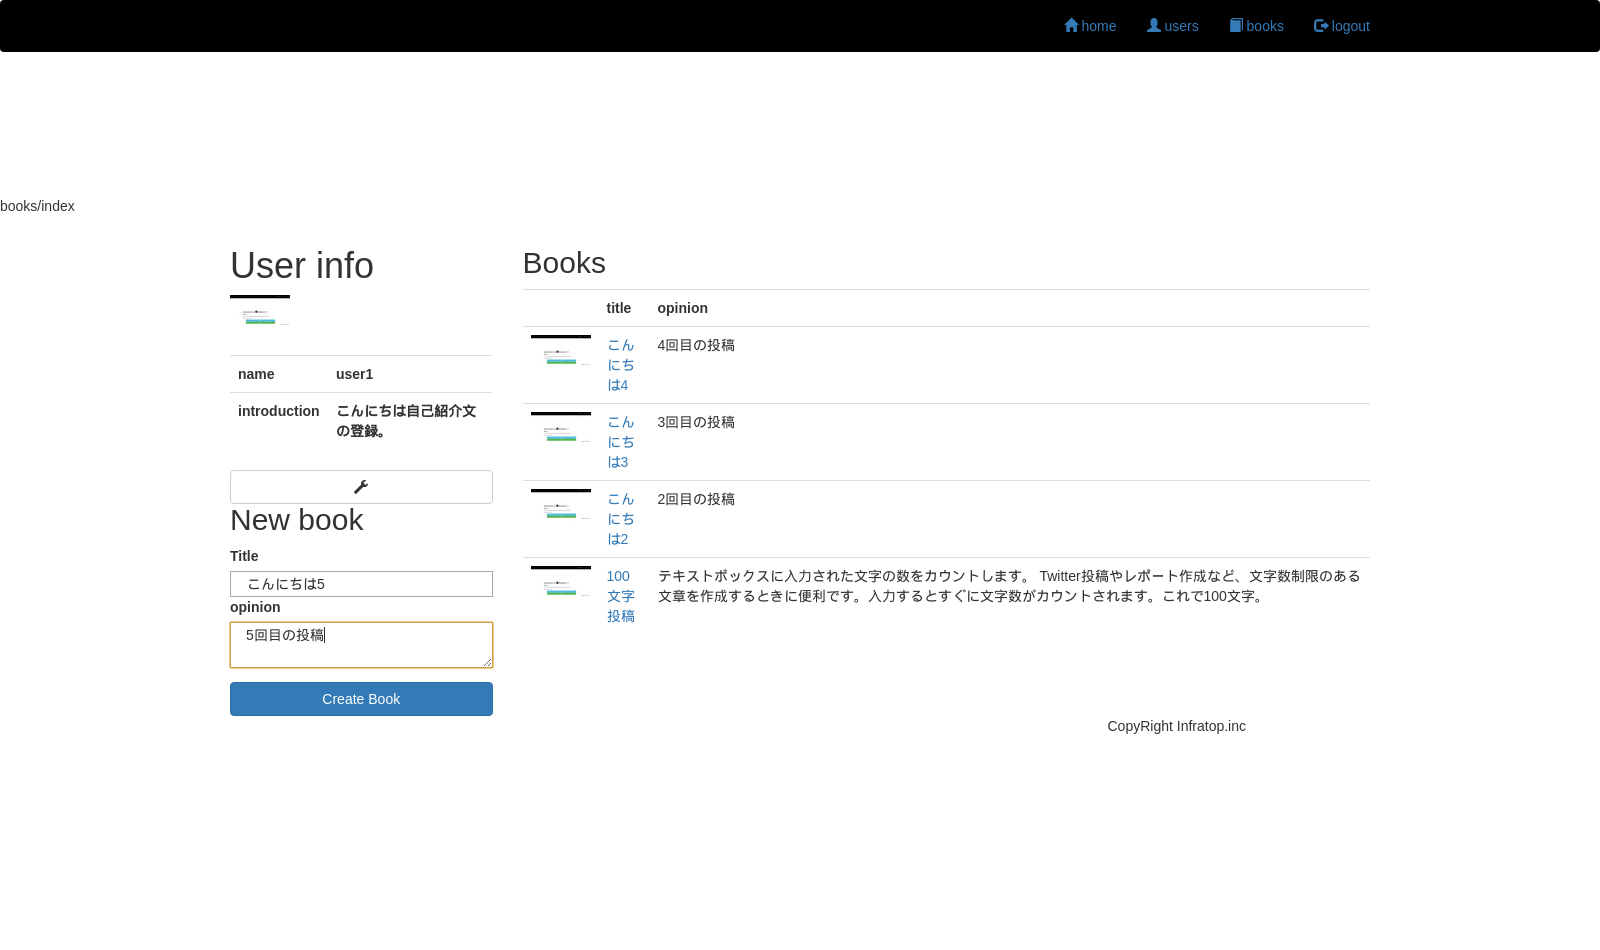 home users books logout
books/index
User info
name user1
introduction こんにちは自己紹介文
の登録。
New book
Title
こんにちは5
opinion
5回目の投稿
Create Book
Books
title opinion
こん 4回目の投稿
にち
は4
こん 3回目の投稿
にち
は3
こん 2回目の投稿
にち
は2
100 テキストボックスに入力された文字の数をカウントします。 Twitter投稿やレポート作成など、文字数制限のある
文字 文章を作成するときに便利です。入力するとすぐに文字数がカウントされます。これで100文字。
投稿
CopyRight Infratop.inc